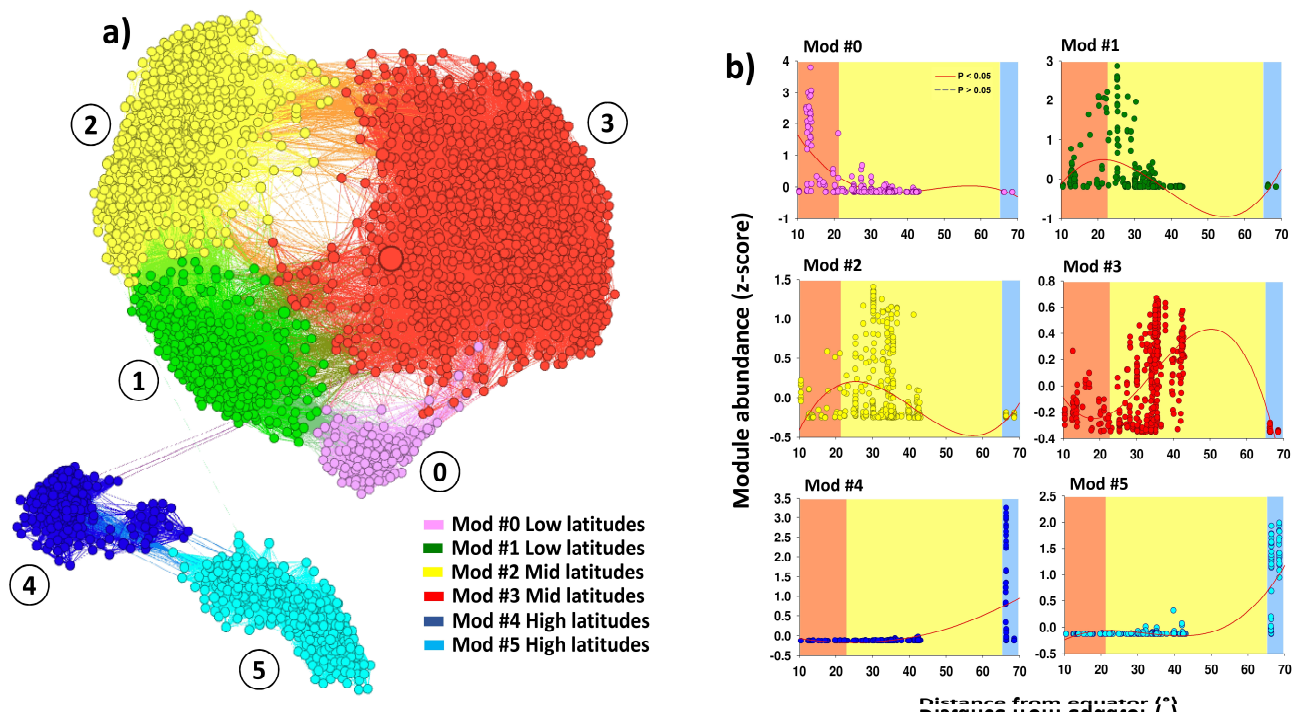 a)
2
3
1
0
4
5
Mod #0 Low latitudes
Mod #1 Low latitudes
Mod #2 Mid latitudes
Mod #3 Mid latitudes
Mod #4 High latitudes
Mod #5 High latitudes
b)
Module abundance (z-score)
Mod #0
4
3
2
1
0
-1
10 20 30 40 50 60 70
P < 0.05
P > 0.05
Mod #1
3
2
1
0
-1
10 20 30 40 50 60 70
Mod #2
1.5
1.0
0.5
0.0
-0.5
10 20 30 40 50 60 70
Mod #3
0.8
0.6
0.4
0.2
0.0
-0.2
-0.4
10 20 30 40 50 60 70
Mod #4
3.5
3.0
2.5
2.0
1.5
1.0
0.5
0.0
-0.5
10 20 30 40 50 60 70
Mod #5
2.5
2.0
1.5
1.0
0.5
0.0
-0.5
10 20 30 40 50 60 70
Distance from equator (°)